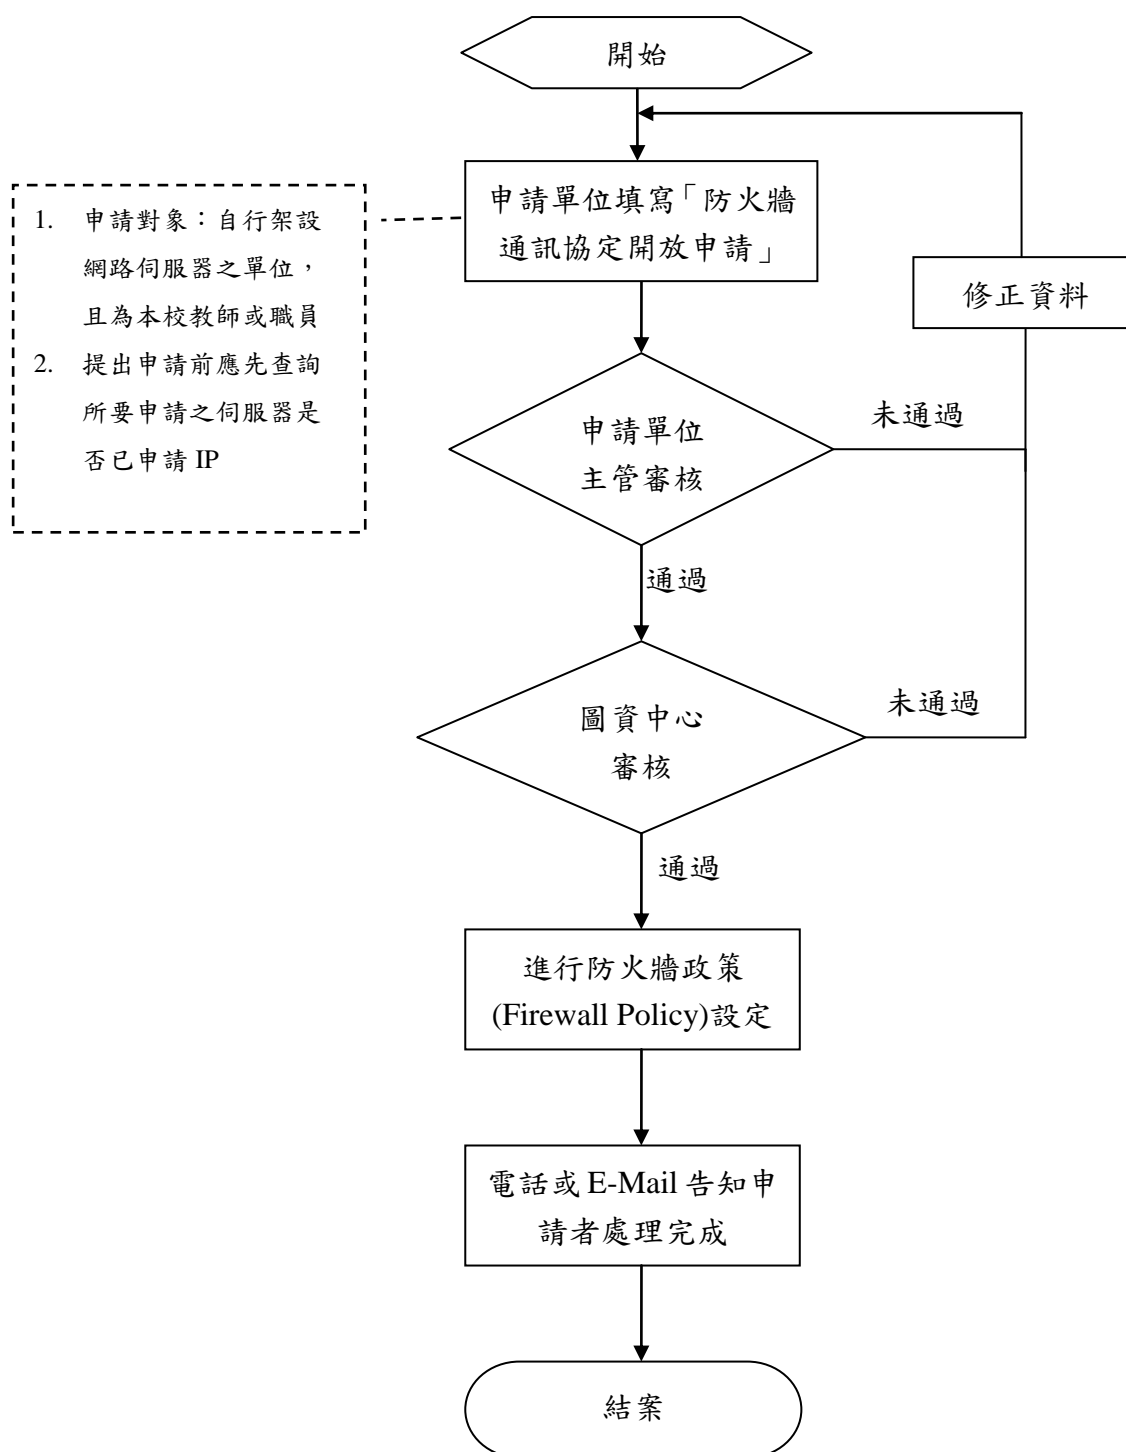 開始
申請單位填寫「防火牆
通訊協定開放申請」
1. 申請對象：自行架設
網路伺服器之單位，
且為本校教師或職員
2. 提出申請前應先查詢
所要申請之伺服器是
否已申請 IP
修正資料
申請單位
主管審核
未通過
通過
圖資中心
審核
未通過
通過
進行防火牆政策
(Firewall Policy)設定
電話或 E-Mail 告知申
請者處理完成
結案